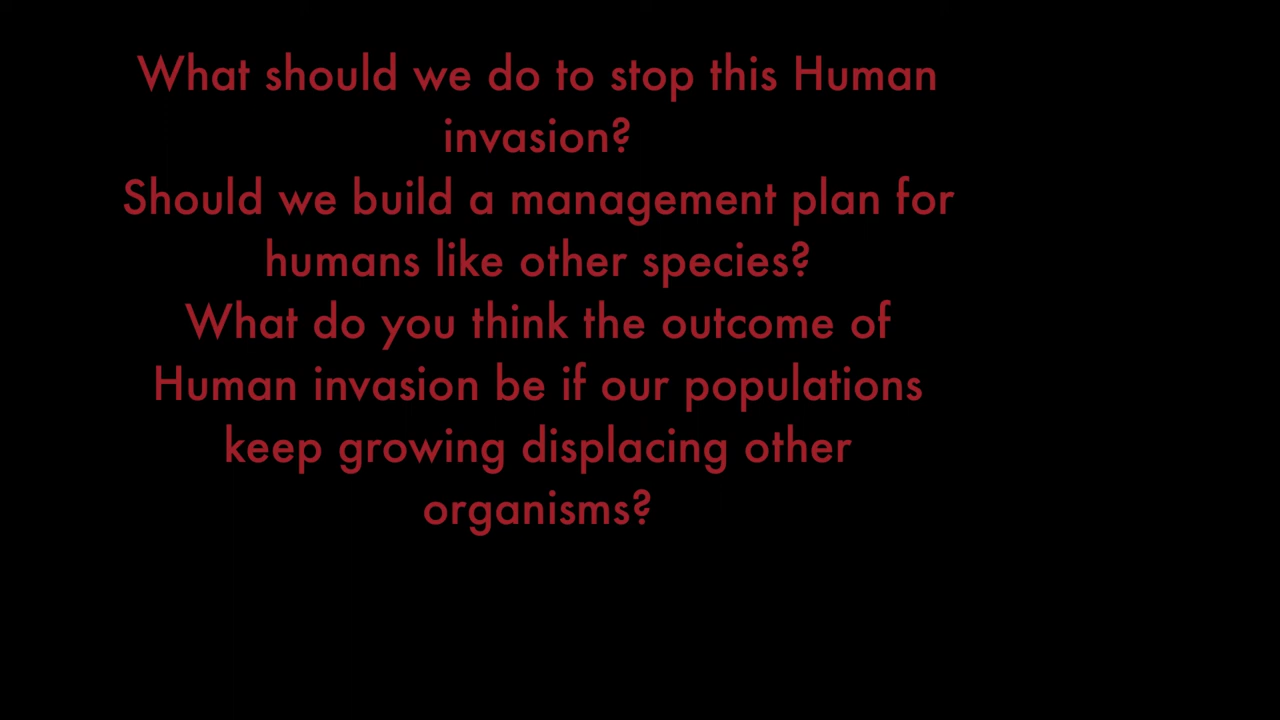 What should we do to stop this Human
invasion?
Should we build a management plan for
humans like other species?
What do you think the outcome of
Human invasion be if our populations
keep growing displacing other
organisms?